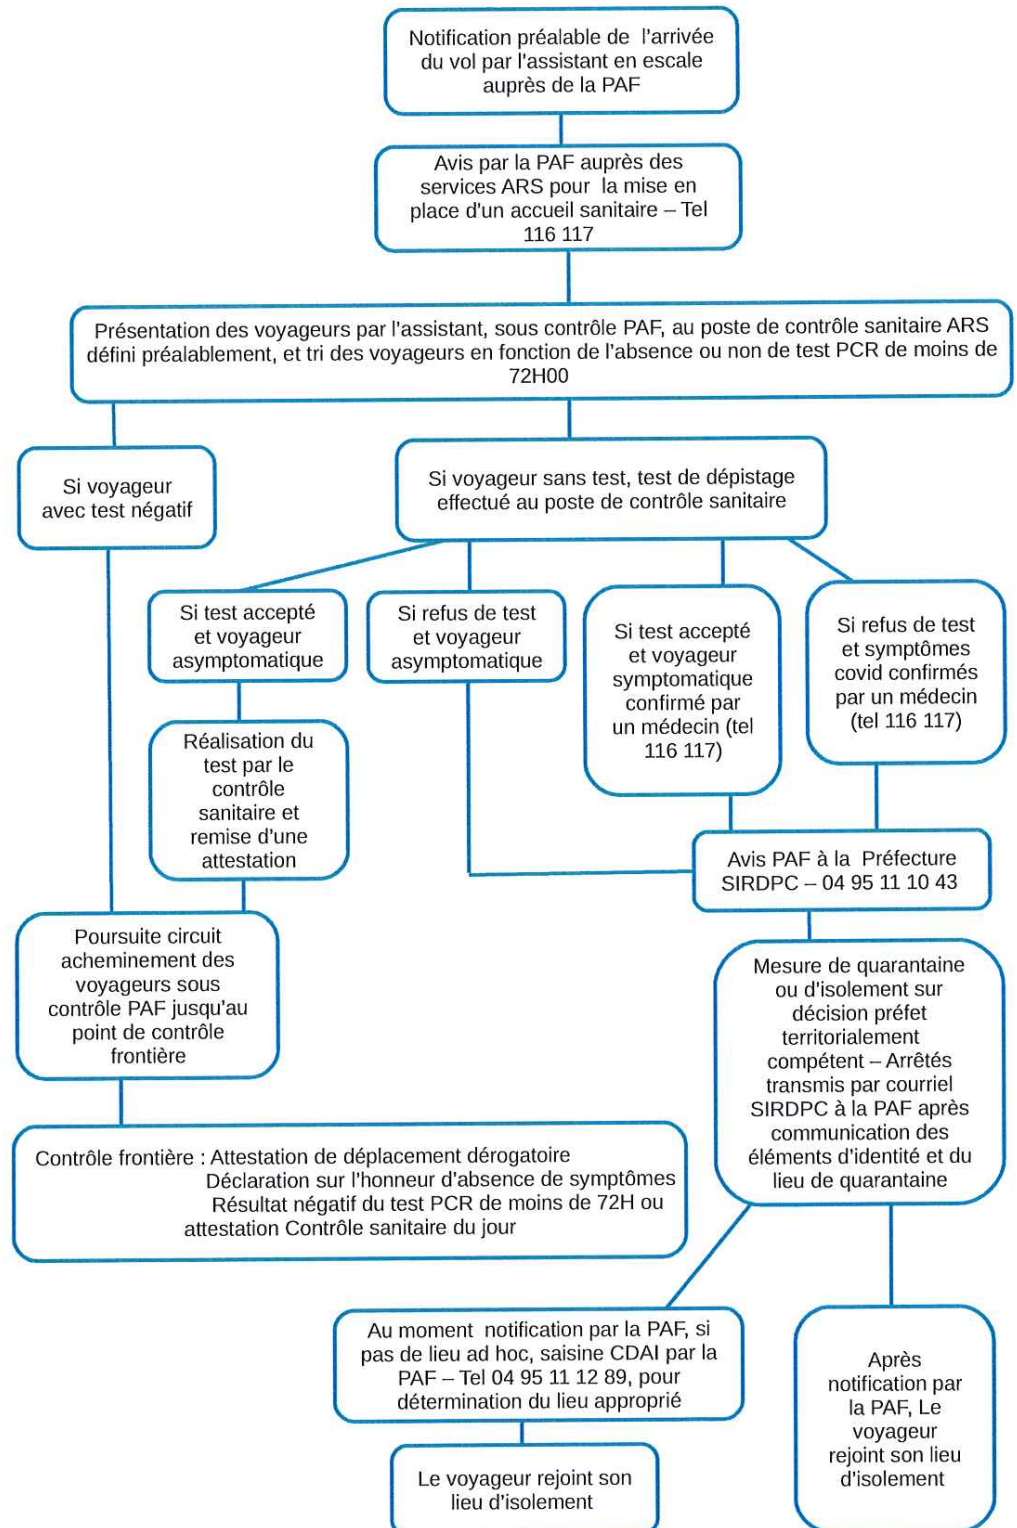 Notification préalable de l'arrivée
du vol par l'assistant en escale
auprès de la PAF
Avis par la PAF auprès des
services ARS pour la mise en
place d'un accueil sanitaire – Tel
116 117
Présentation des voyageurs par l'assistant, sous contrôle PAF, au poste de contrôle sanitaire ARS
défini préalablement, et tri des voyageurs en fonction de l'absence ou non de test PCR de moins de
72H00
Si voyageur
avec test négatif
Si voyageur sans test, test de dépistage
effectué au poste de contrôle sanitaire
Si test accepté
et voyageur
asymptomatique
Si refus de test
et voyageur
asymptomatique
Si test accepté
et voyageur
symptomatique
confirmé par
un médecin (tel
116 117)
Si refus de test
et symptômes
covid confirmés
par un médecin
(tel 116 117)
Réalisation du
test par le
contrôle
sanitaire et
remise d'une
attestation
Avis PAF à la Préfecture
SIRDPC – 04 95 11 10 43
Poursuite circuit
acheminement des
voyageurs sous
contrôle PAF jusqu'au
point de contrôle
frontière
Mesure de quarantaine
ou d'isolement sur
décision préfet
territorialement
compétent – Arrêtés
transmis par courriel
SIRDPC à la PAF après
communication des
éléments d'identité et du
lieu de quarantaine
Contrôle frontière : Attestation de déplacement dérogatoire
Déclaration sur l'honneur d'absence de symptômes
Résultat négatif du test PCR de moins de 72H ou
attestation Contrôle sanitaire du jour
Au moment notification par la PAF, si
pas de lieu ad hoc, saisine CDAI par la
PAF – Tel 04 95 11 12 89, pour
détermination du lieu approprié
Après
notification par
la PAF, Le
voyageur
rejoint son lieu
d'isolement
Le voyageur rejoint son
lieu d'isolement